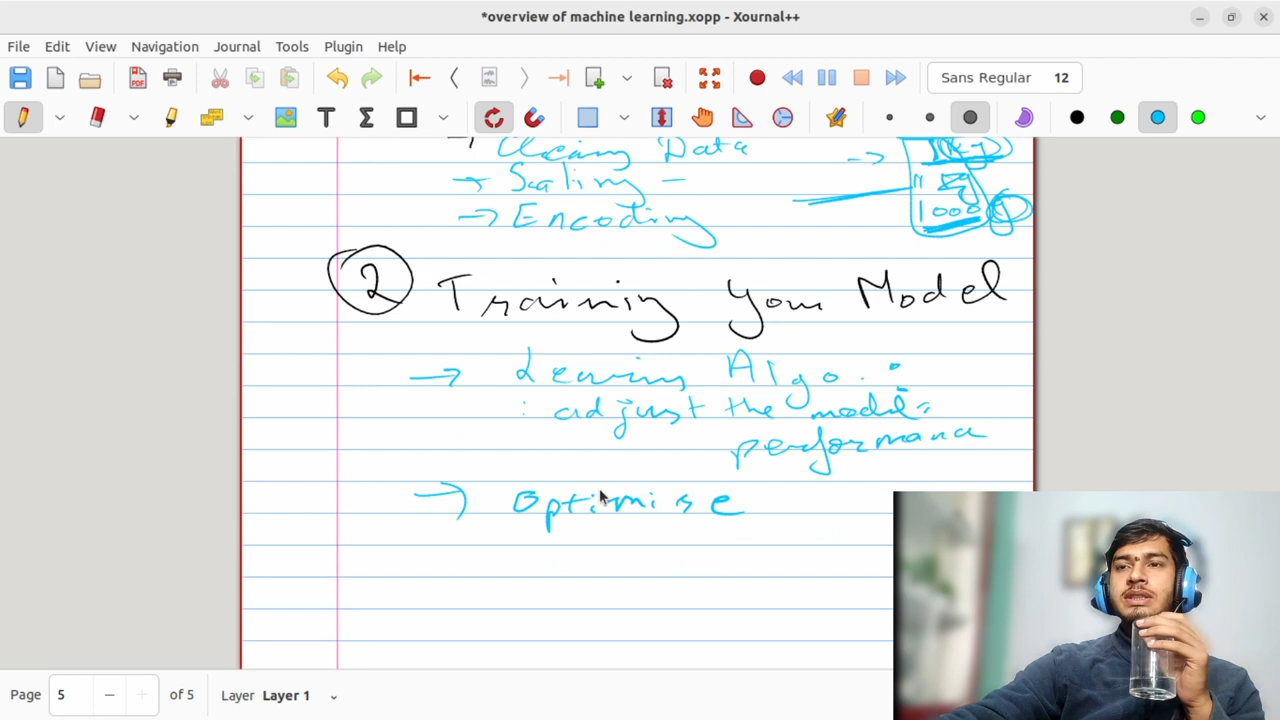 *overview of machine learning.xopp - Xournal++
File Edit View Navigation Journal Tools Plugin Help
Sans Regular 12
→ Cleaning Data
→ Scaling -
→ Encoding
→
1000
② Training your Model
→ Learning Algo. :
: adjust the model's
performance
→ Optimise
Page 5 of 5 Layer Layer 1